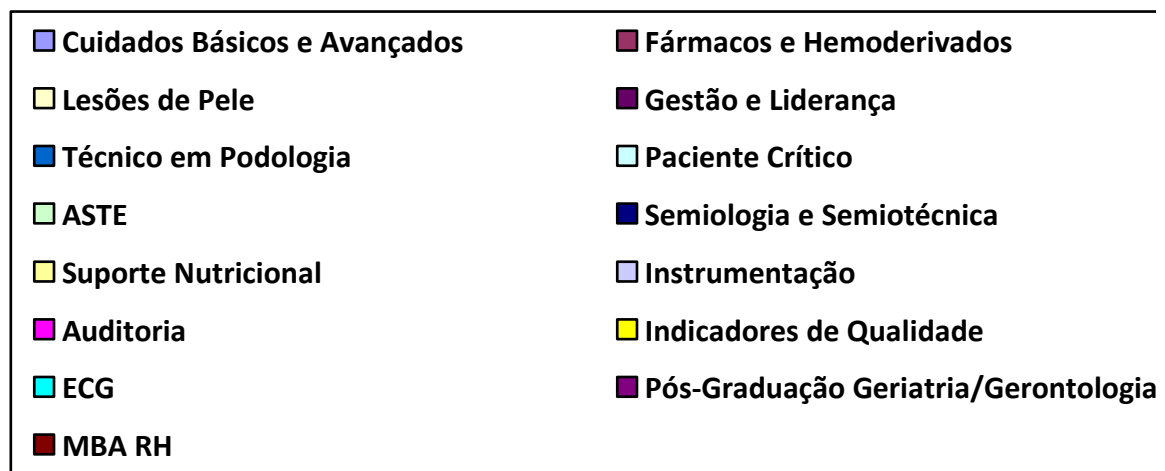 Cuidados Básicos e Avançados
Fármacos e Hemoderivados
Lesões de Pele
Gestão e Liderança
Técnico em Podologia
Paciente Crítico
ASTE
Semiologia e Semiotécnica
Suporte Nutricional
Instrumentação
Auditoria
Indicadores de Qualidade
ECG
Pós-Graduação Geriatria/Gerontologia
MBA RH